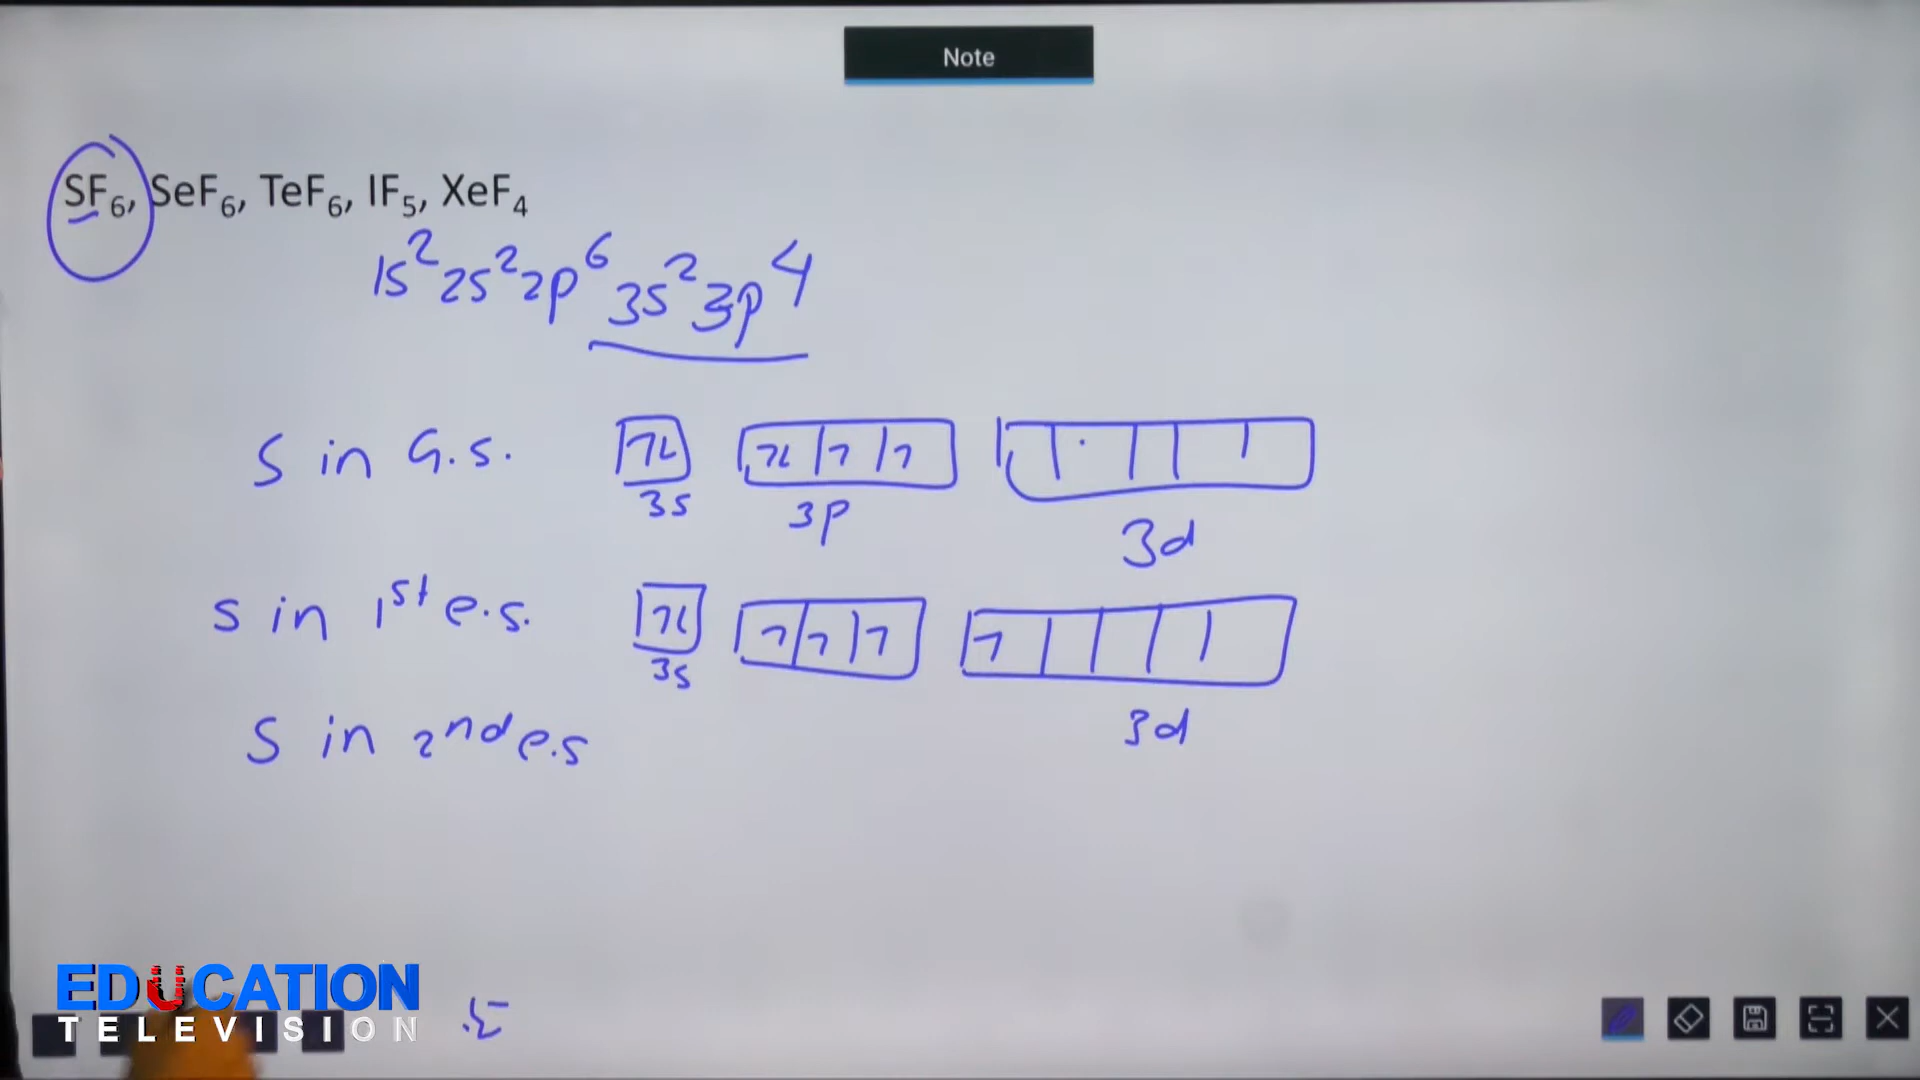 Note
SF₆, SeF₆, TeF₆, IF₅, XeF₄
1s² 2s² 2p⁶ 3s² 3p⁴
S in G.s.
3s 3p 3d
S in 1st e.s.
3s 3d
S in 2nd e.s
EDUCATION
TELEVISION